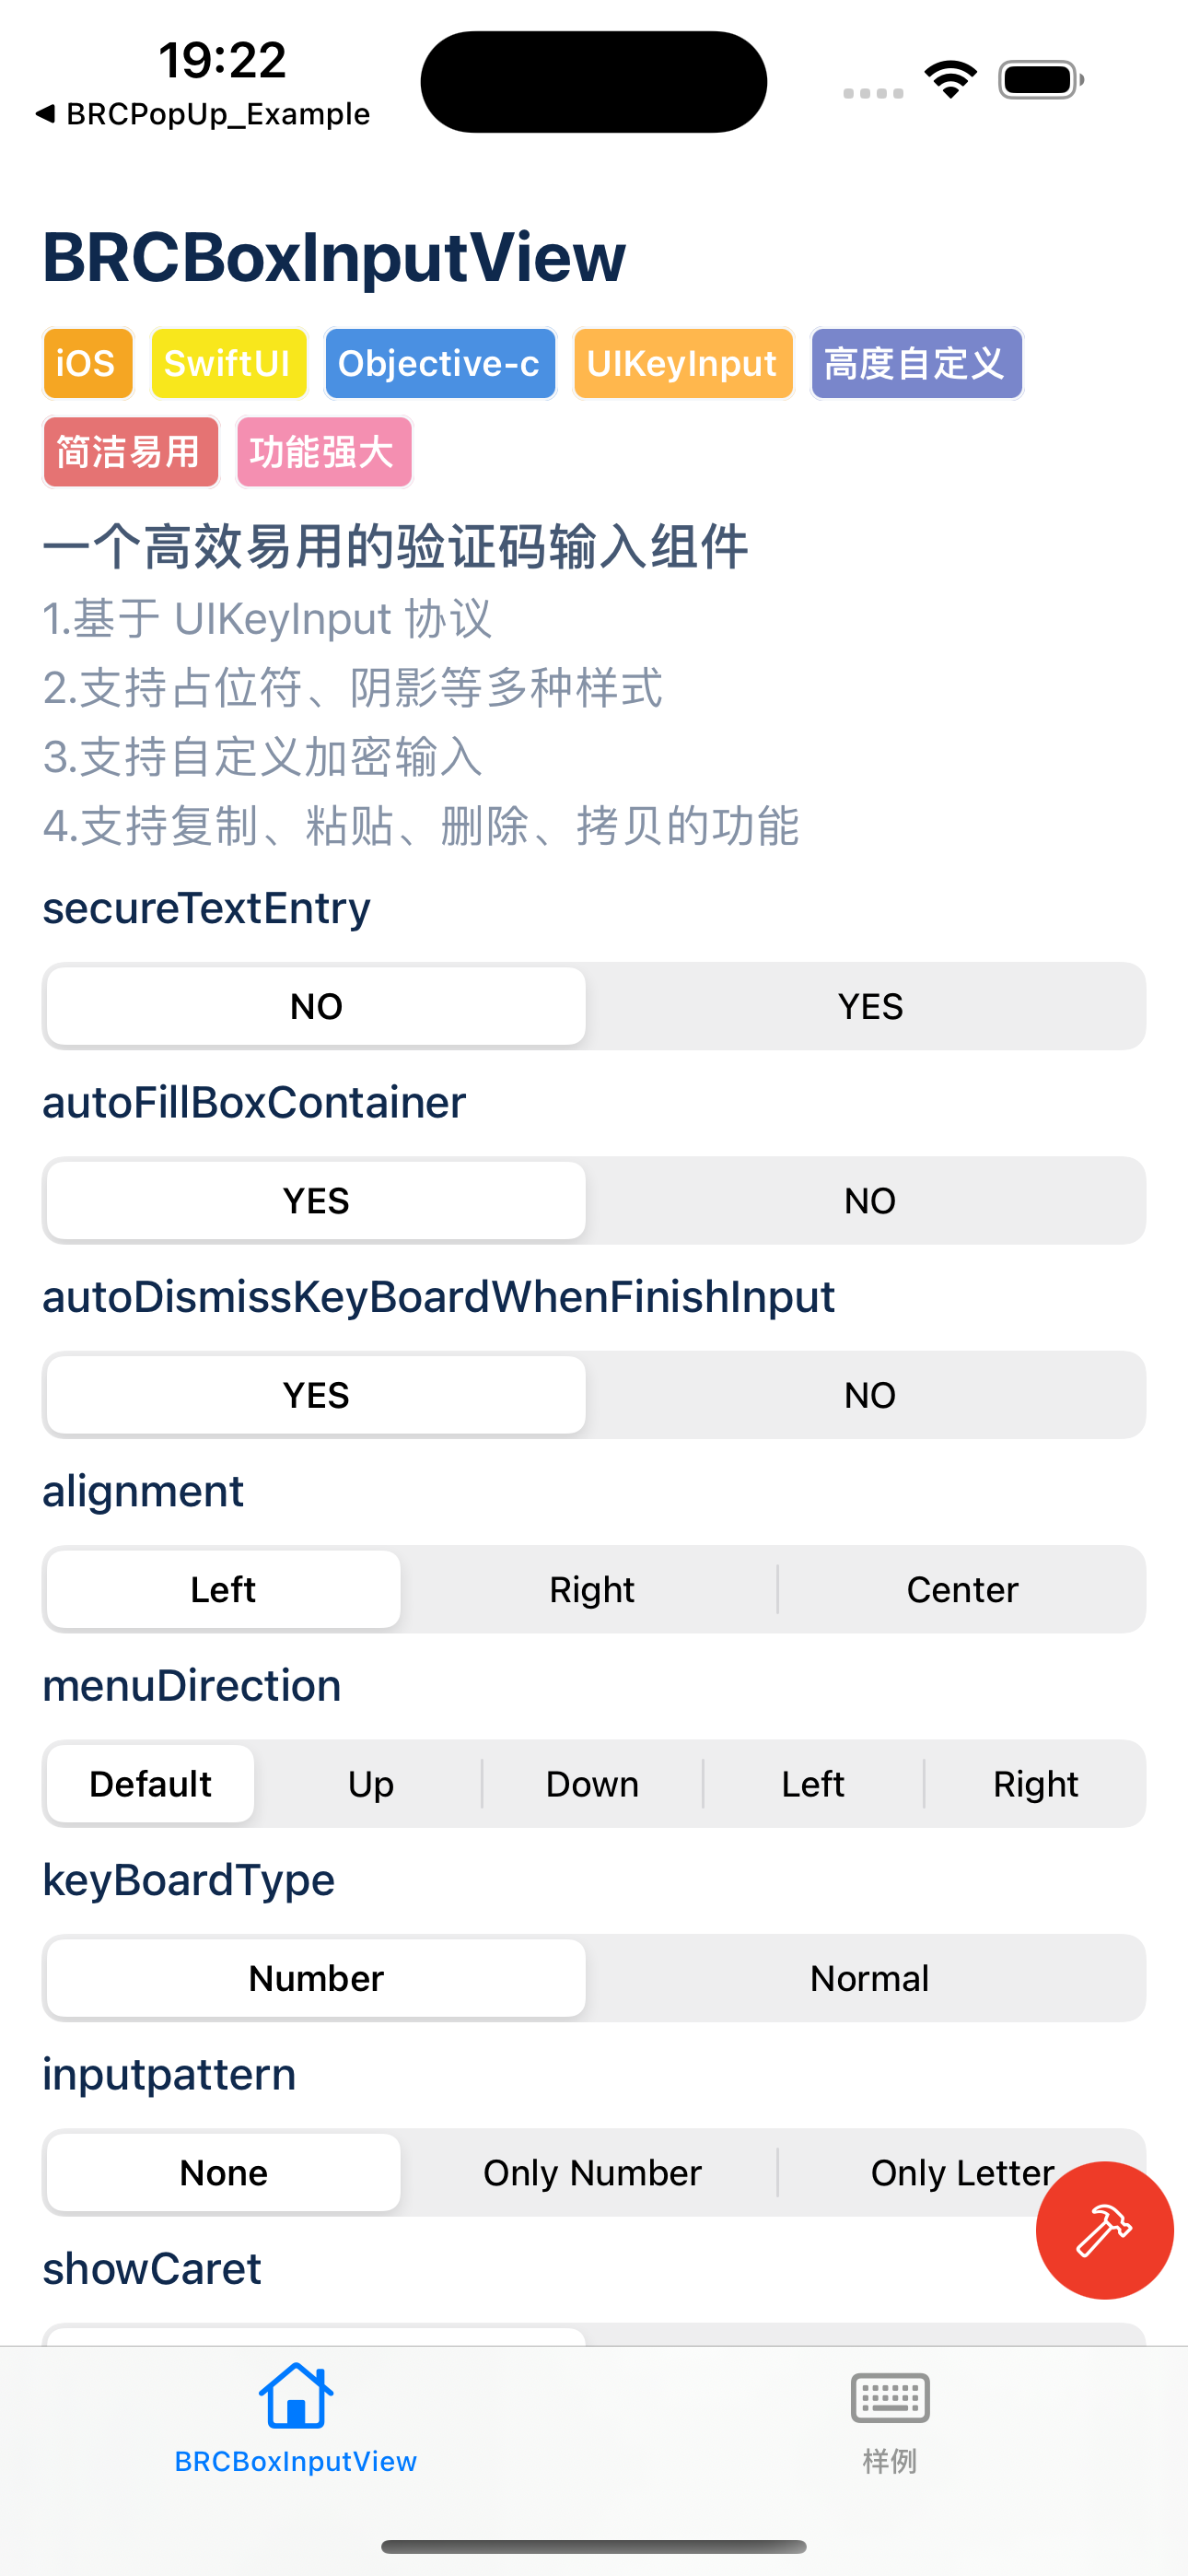 19:22
◀ BRCPopUp_Example
BRCBoxInputView
iOS SwiftUI Objective-c UIKeyInput 高度自定义
简洁易用 功能强大
一个高效易用的验证码输入组件
1.基于 UIKeyInput 协议
2.支持占位符、阴影等多种样式
3.支持自定义加密输入
4.支持复制、粘贴、删除、拷贝的功能
secureTextEntry
NO YES
autoFillBoxContainer
YES NO
autoDismissKeyBoardWhenFinishInput
YES NO
alignment
Left Right Center
menuDirection
Default Up Down Left Right
keyBoardType
Number Normal
inputpattern
None Only Number Only Letter
showCaret
BRCBoxInputView 样例